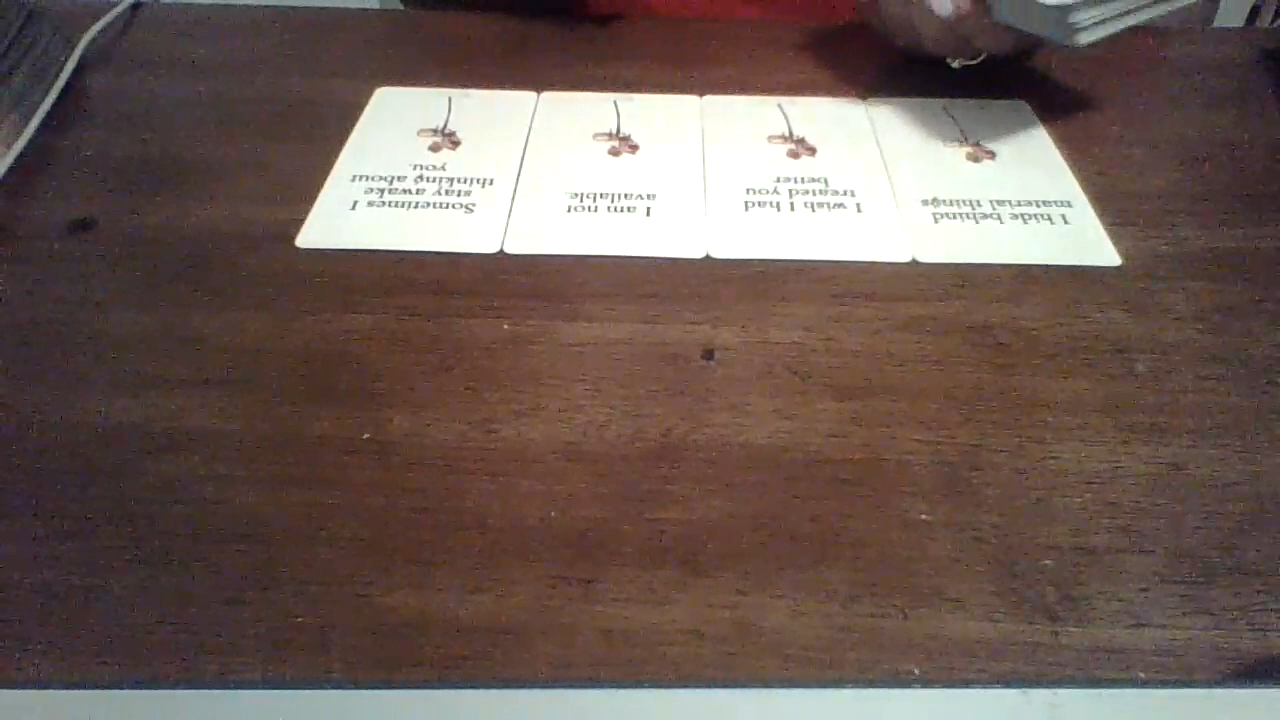 I hide behind
material things
I wish I had
treated you
better
I am not
available.
Sometimes I
stay awake
thinking about
you.